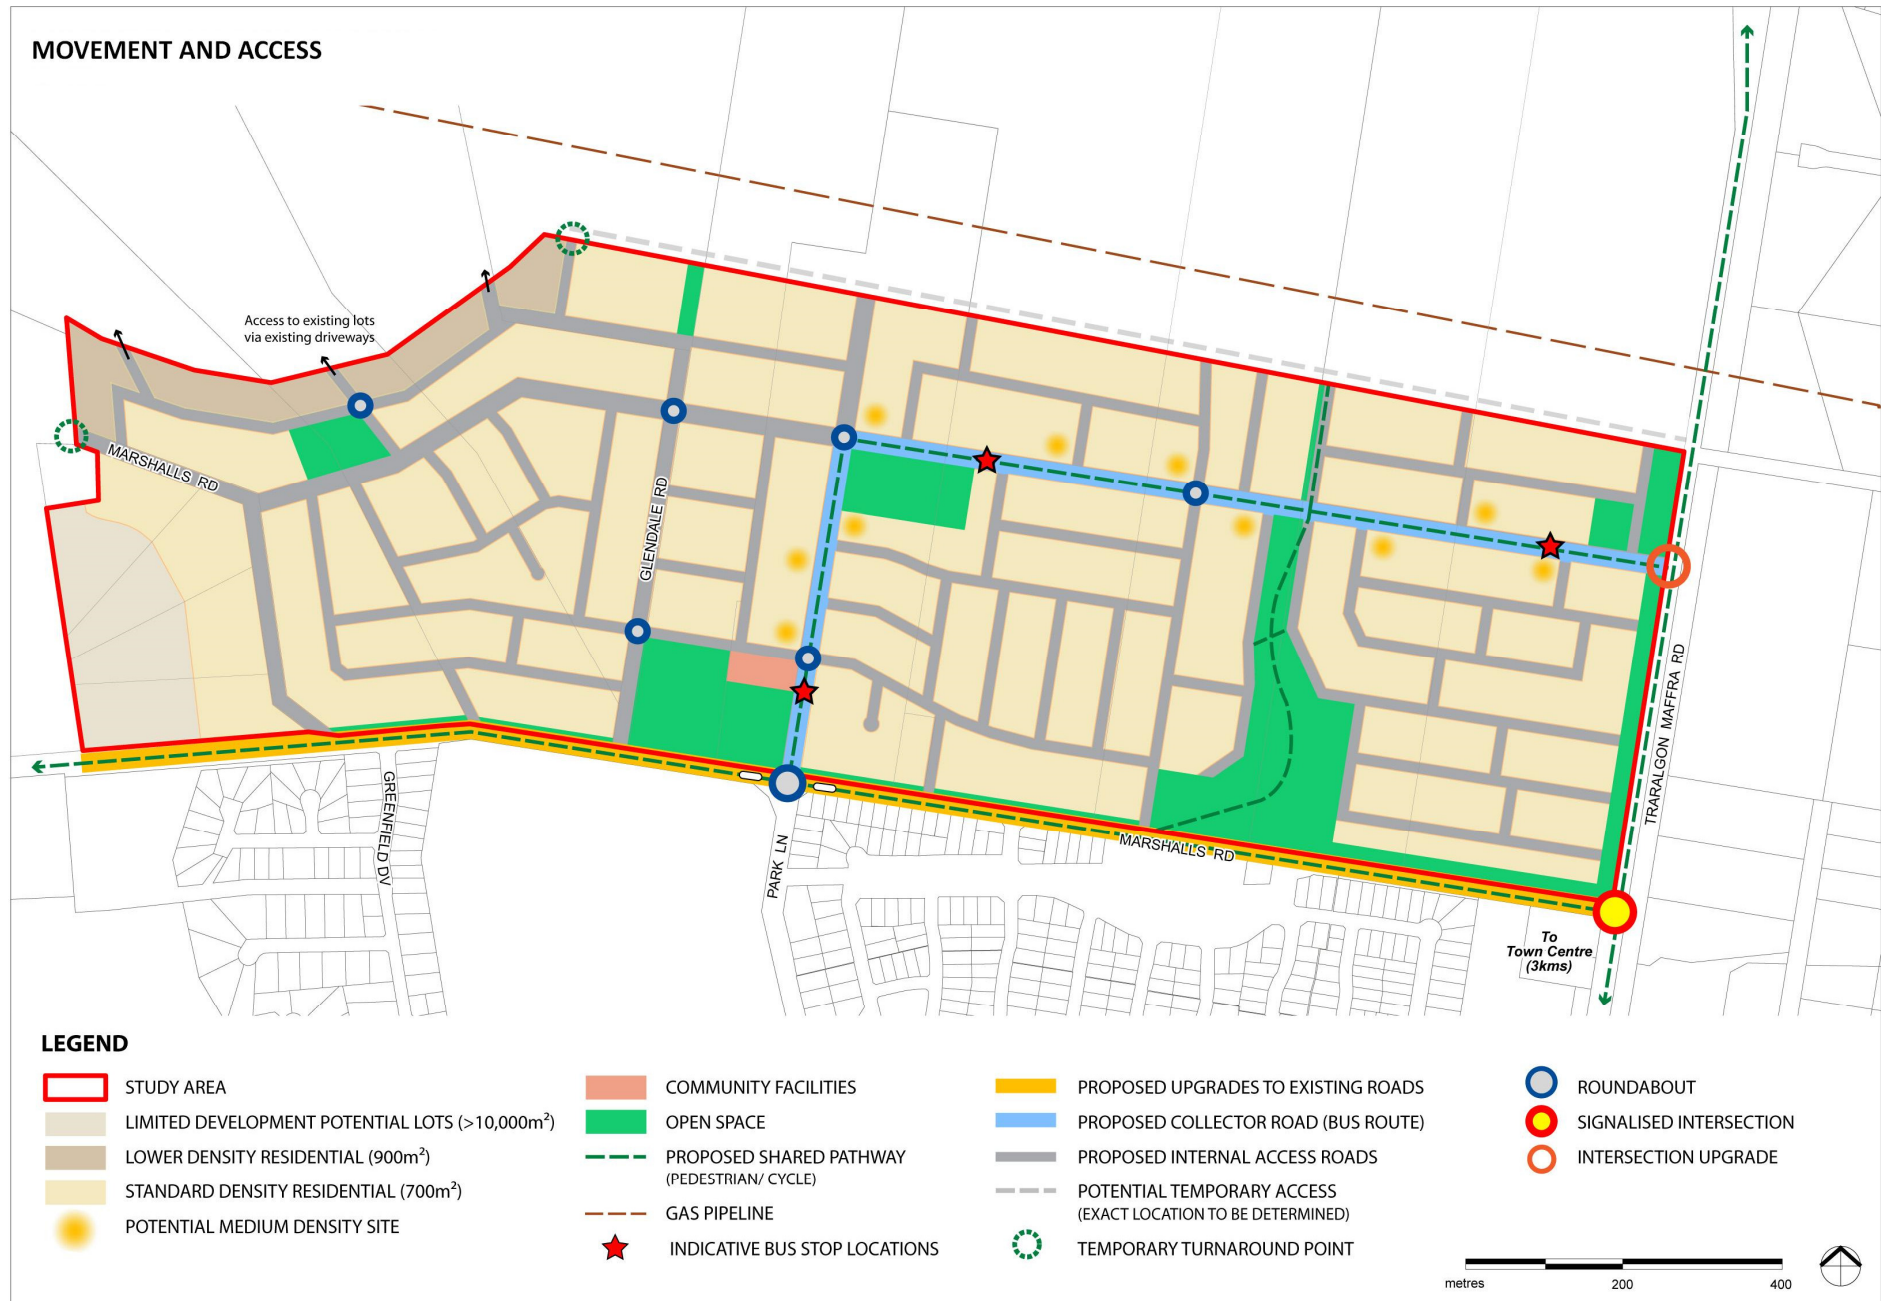 MOVEMENT AND ACCESS
Access to existing lots
via existing driveways
MARSHALLS RD
GLENDALE RD
GREENFIELD DV
PARK LN
MARSHALLS RD
TRARALGON MAFFRA RD
To
Town Centre
(3kms)
LEGEND
STUDY AREA
LIMITED DEVELOPMENT POTENTIAL LOTS (>10,000m²)
LOWER DENSITY RESIDENTIAL (900m²)
STANDARD DENSITY RESIDENTIAL (700m²)
POTENTIAL MEDIUM DENSITY SITE
COMMUNITY FACILITIES
OPEN SPACE
PROPOSED SHARED PATHWAY
(PEDESTRIAN/ CYCLE)
GAS PIPELINE
INDICATIVE BUS STOP LOCATIONS
PROPOSED UPGRADES TO EXISTING ROADS
PROPOSED COLLECTOR ROAD (BUS ROUTE)
PROPOSED INTERNAL ACCESS ROADS
POTENTIAL TEMPORARY ACCESS
(EXACT LOCATION TO BE DETERMINED)
TEMPORARY TURNAROUND POINT
ROUNDABOUT
SIGNALISED INTERSECTION
INTERSECTION UPGRADE
metres 200 400